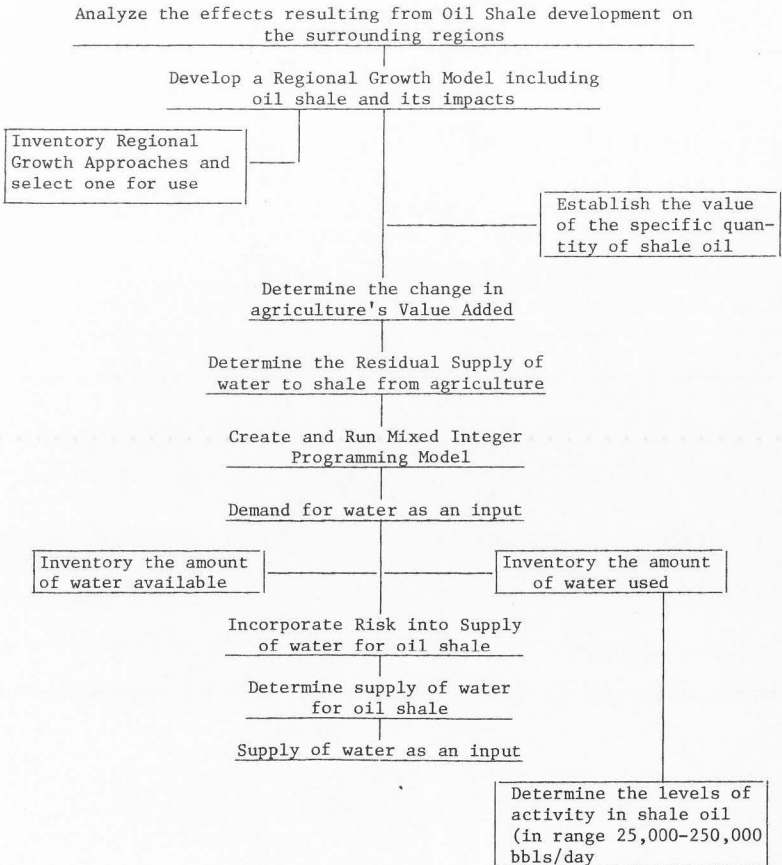 Analyze the effects resulting from Oil Shale development on
the surrounding regions
Develop a Regional Growth Model including
oil shale and its impacts
Inventory Regional
Growth Approaches and
select one for use
Establish the value
of the specific quan-
tity of shale oil
Determine the change in
agriculture's Value Added
Determine the Residual Supply of
water to shale from agriculture
Create and Run Mixed Integer
Programming Model
Demand for water as an input
Inventory the amount
of water available
Inventory the amount
of water used
Incorporate Risk into Supply
of water for oil shale
Determine supply of water
for oil shale
Supply of water as an input
Determine the levels of
activity in shale oil
(in range 25,000-250,000
bbls/day